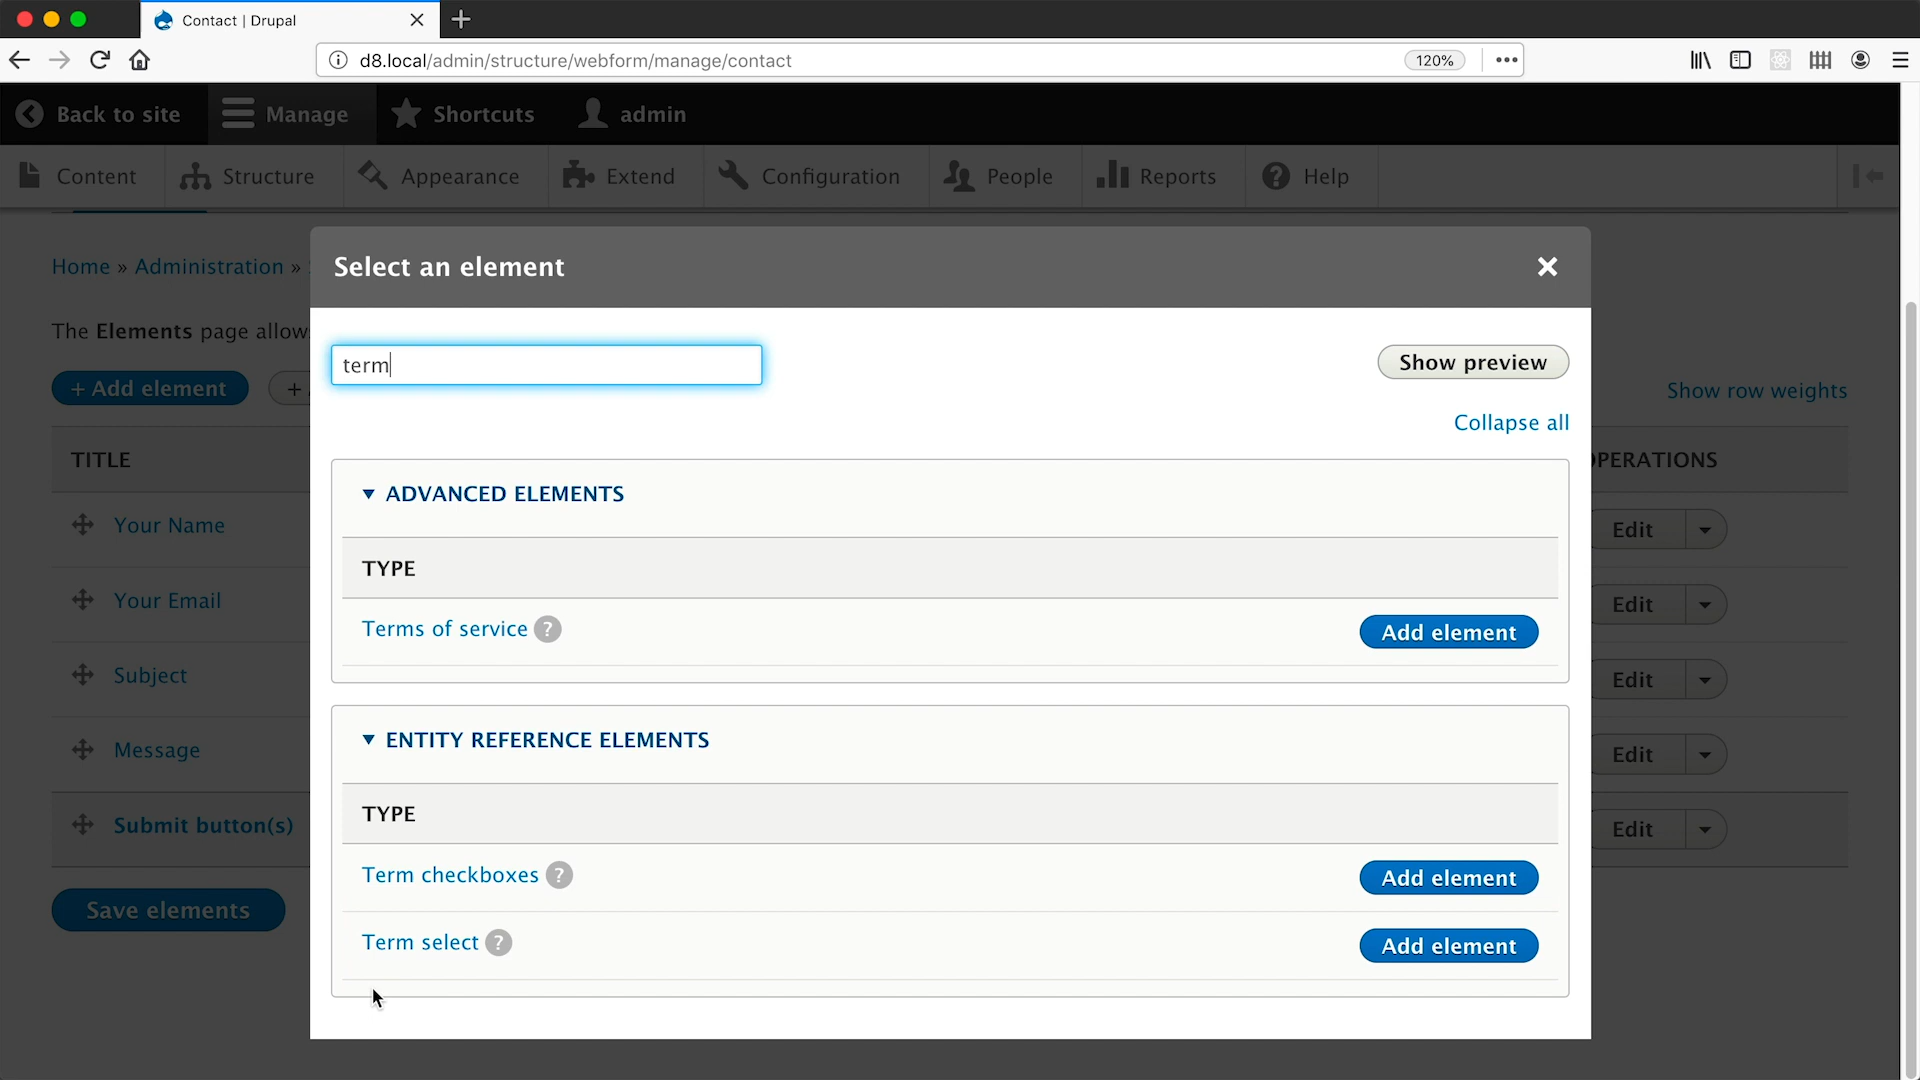 Contact | Drupal
d8.local/admin/structure/webform/manage/contact
120%
Back to site
Manage
Shortcuts
admin
Content
Structure
Appearance
Extend
Configuration
People
Reports
Help
Home » Administration »
Select an element
The Elements page allow
term
Show preview
+ Add element
+
Show row weights
Collapse all
TITLE
PERATIONS
ADVANCED ELEMENTS
Your Name
Edit
TYPE
Your Email
Edit
Terms of service ?
Add element
Subject
Edit
ENTITY REFERENCE ELEMENTS
Message
Edit
TYPE
Submit button(s)
Edit
Term checkboxes ?
Add element
Save elements
Term select ?
Add element